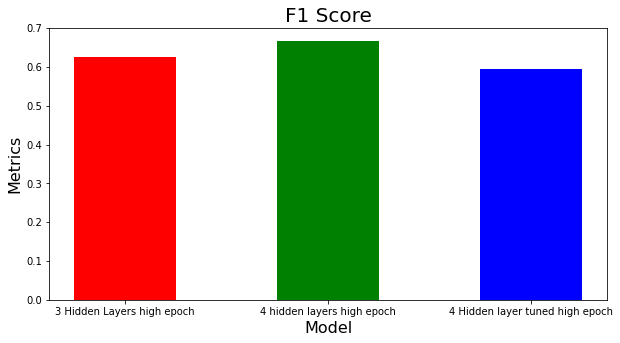 F1 Score
Metrics
0.7
0.6
0.5
0.4
0.3
0.2
0.1
0.0
3 Hidden Layers high epoch
4 hidden layers high epoch
4 Hidden layer tuned high epoch
Model